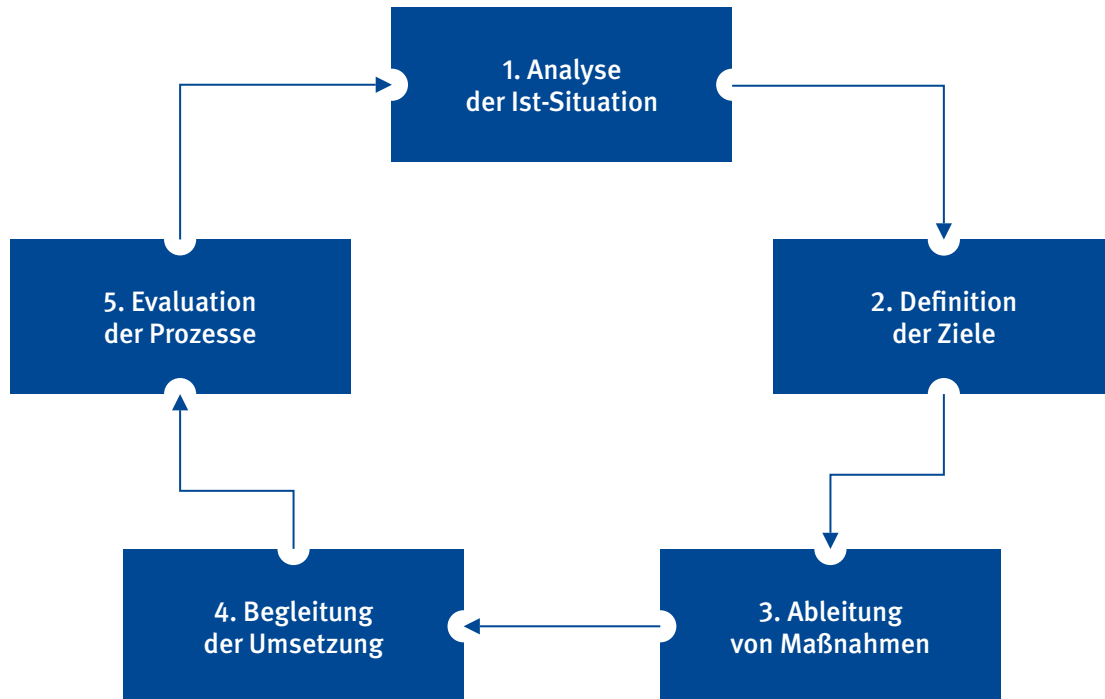 1. Analyse
der Ist-Situation
2. Definition
der Ziele
3. Ableitung
von Maßnahmen
4. Begleitung
der Umsetzung
5. Evaluation
der Prozesse